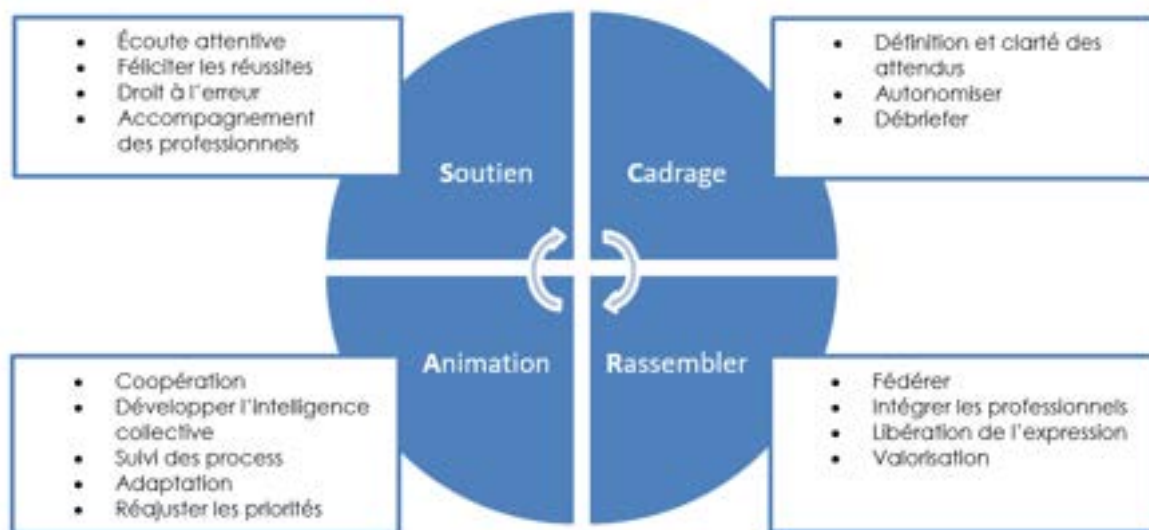 • Écoute attentive
• Féliciter les réussites
• Droit à l'erreur
• Accompagnement
des professionnels
• Définition et clarté des
attendus
• Autonomiser
• Débriefer
Soutien
Cadrage
Animation
Rassembler
• Coopération
• Développer l'intelligence
collective
• Suivi des process
• Adaptation
• Réajuster les priorités
• Fédérer
• Intégrer les professionnels
• Libération de l'expression
• Valorisation